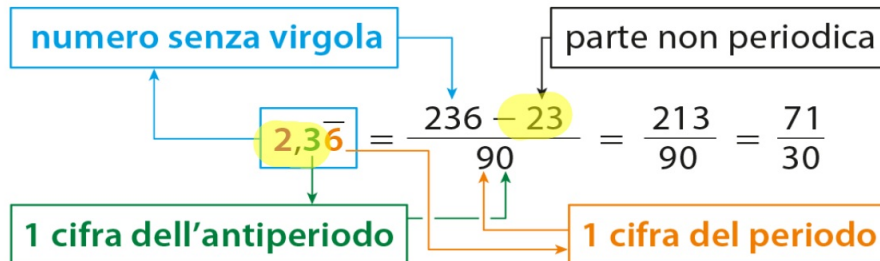 numero senza virgola
parte non periodica
2,36̅ = (236 − 23)/90 = 213/90 = 71/30
1 cifra dell’antiperiodo
1 cifra del periodo